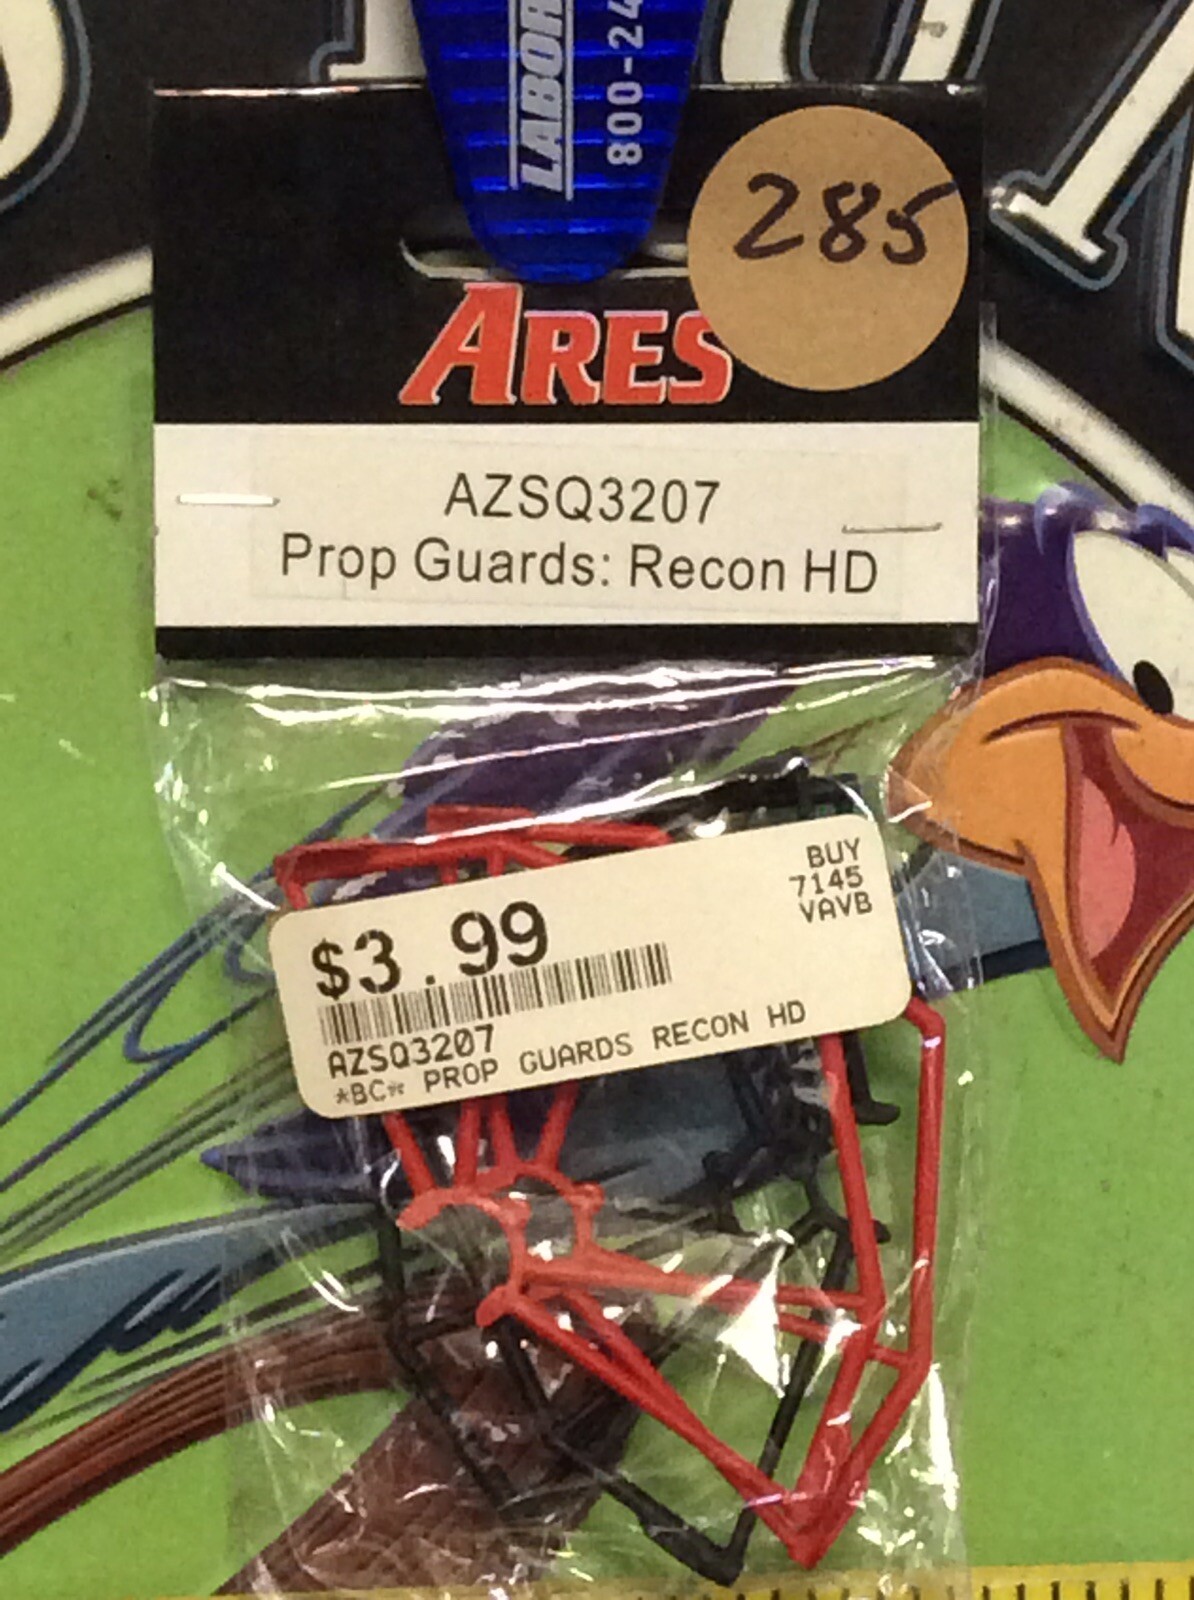 LABOR
800-24
285
ARES
AZSQ3207
Prop Guards: Recon HD
BUY
7145
VAVB
$3.99
AZSQ3207
*BC* PROP GUARDS RECON HD